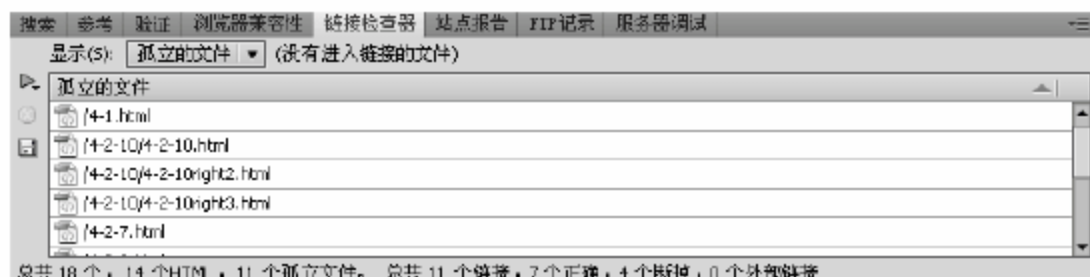 搜索 参考 验证 浏览器兼容性 链接检查器 站点报告 FTP记录 服务器调试
显示(S): 孤立的文件 (没有进入链接的文件)
孤立的文件
/4-1.html
/4-2-10/4-2-10.html
/4-2-10/4-2-10right2.html
/4-2-10/4-2-10right3.html
/4-2-7.html
总共 18 个, 14 个HTML, 11 个孤立文件。 总共 11 个链接, 7 个正确, 4 个断掉, 0 个外部链接